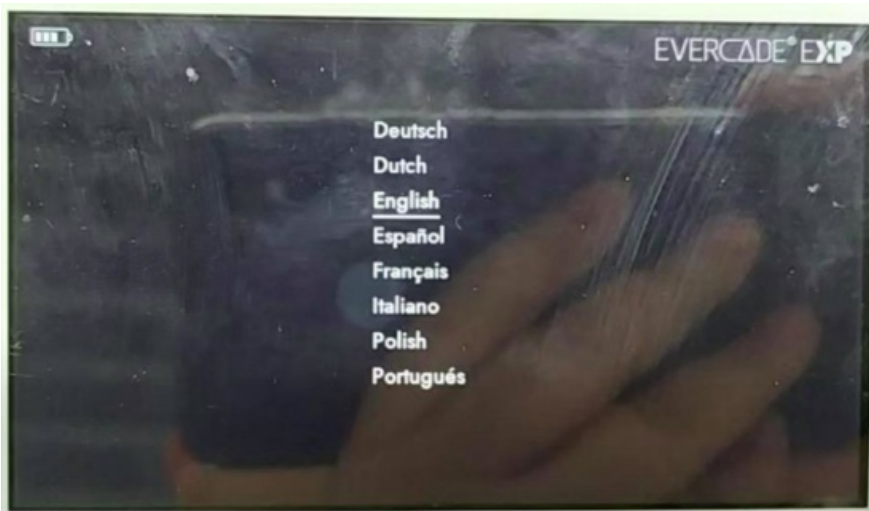 EVERCADE® EXP
Deutsch
Dutch
English
Español
Français
Italiano
Polish
Portugués